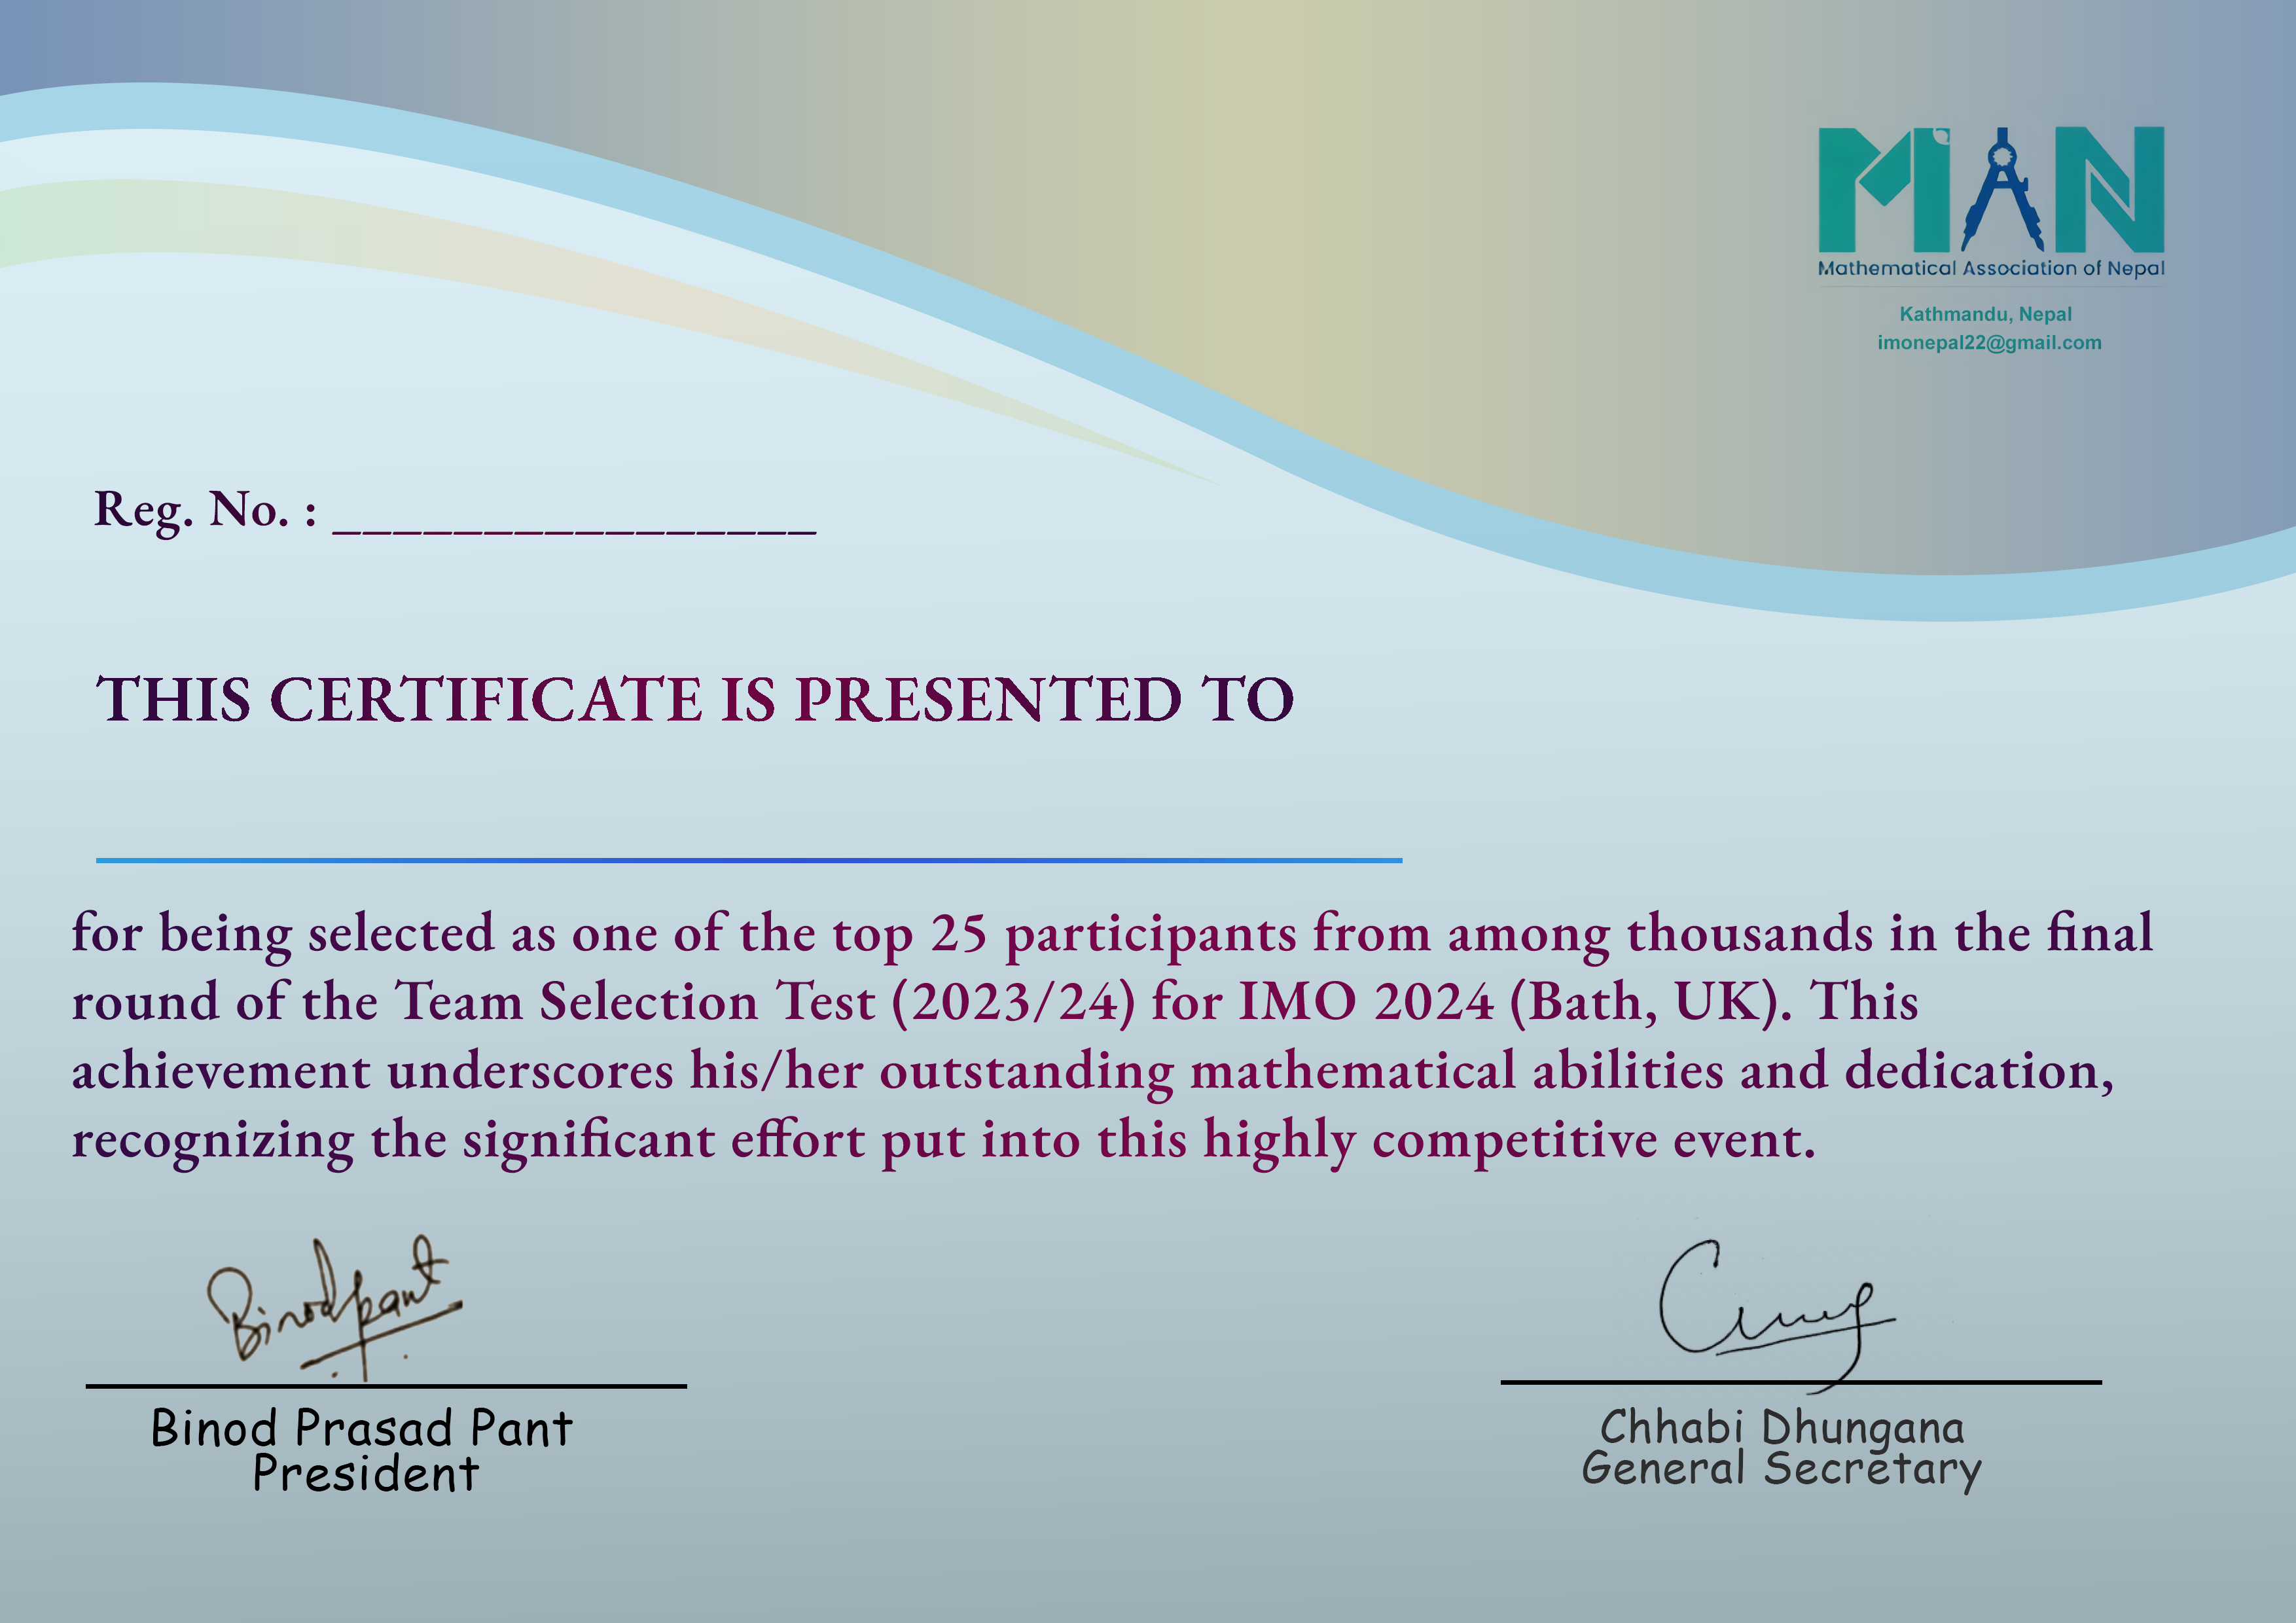 MAN
Mathematical Association of Nepal
Kathmandu, Nepal
imonepal22@gmail.com
Reg. No. : ________________
THIS CERTIFICATE IS PRESENTED TO
for being selected as one of the top 25 participants from among thousands in the final
round of the Team Selection Test (2023/24) for IMO 2024 (Bath, UK). This
achievement underscores his/her outstanding mathematical abilities and dedication,
recognizing the significant effort put into this highly competitive event.
Binod Pant
Binod Prasad Pant
President
Chhabi Dhungana
General Secretary